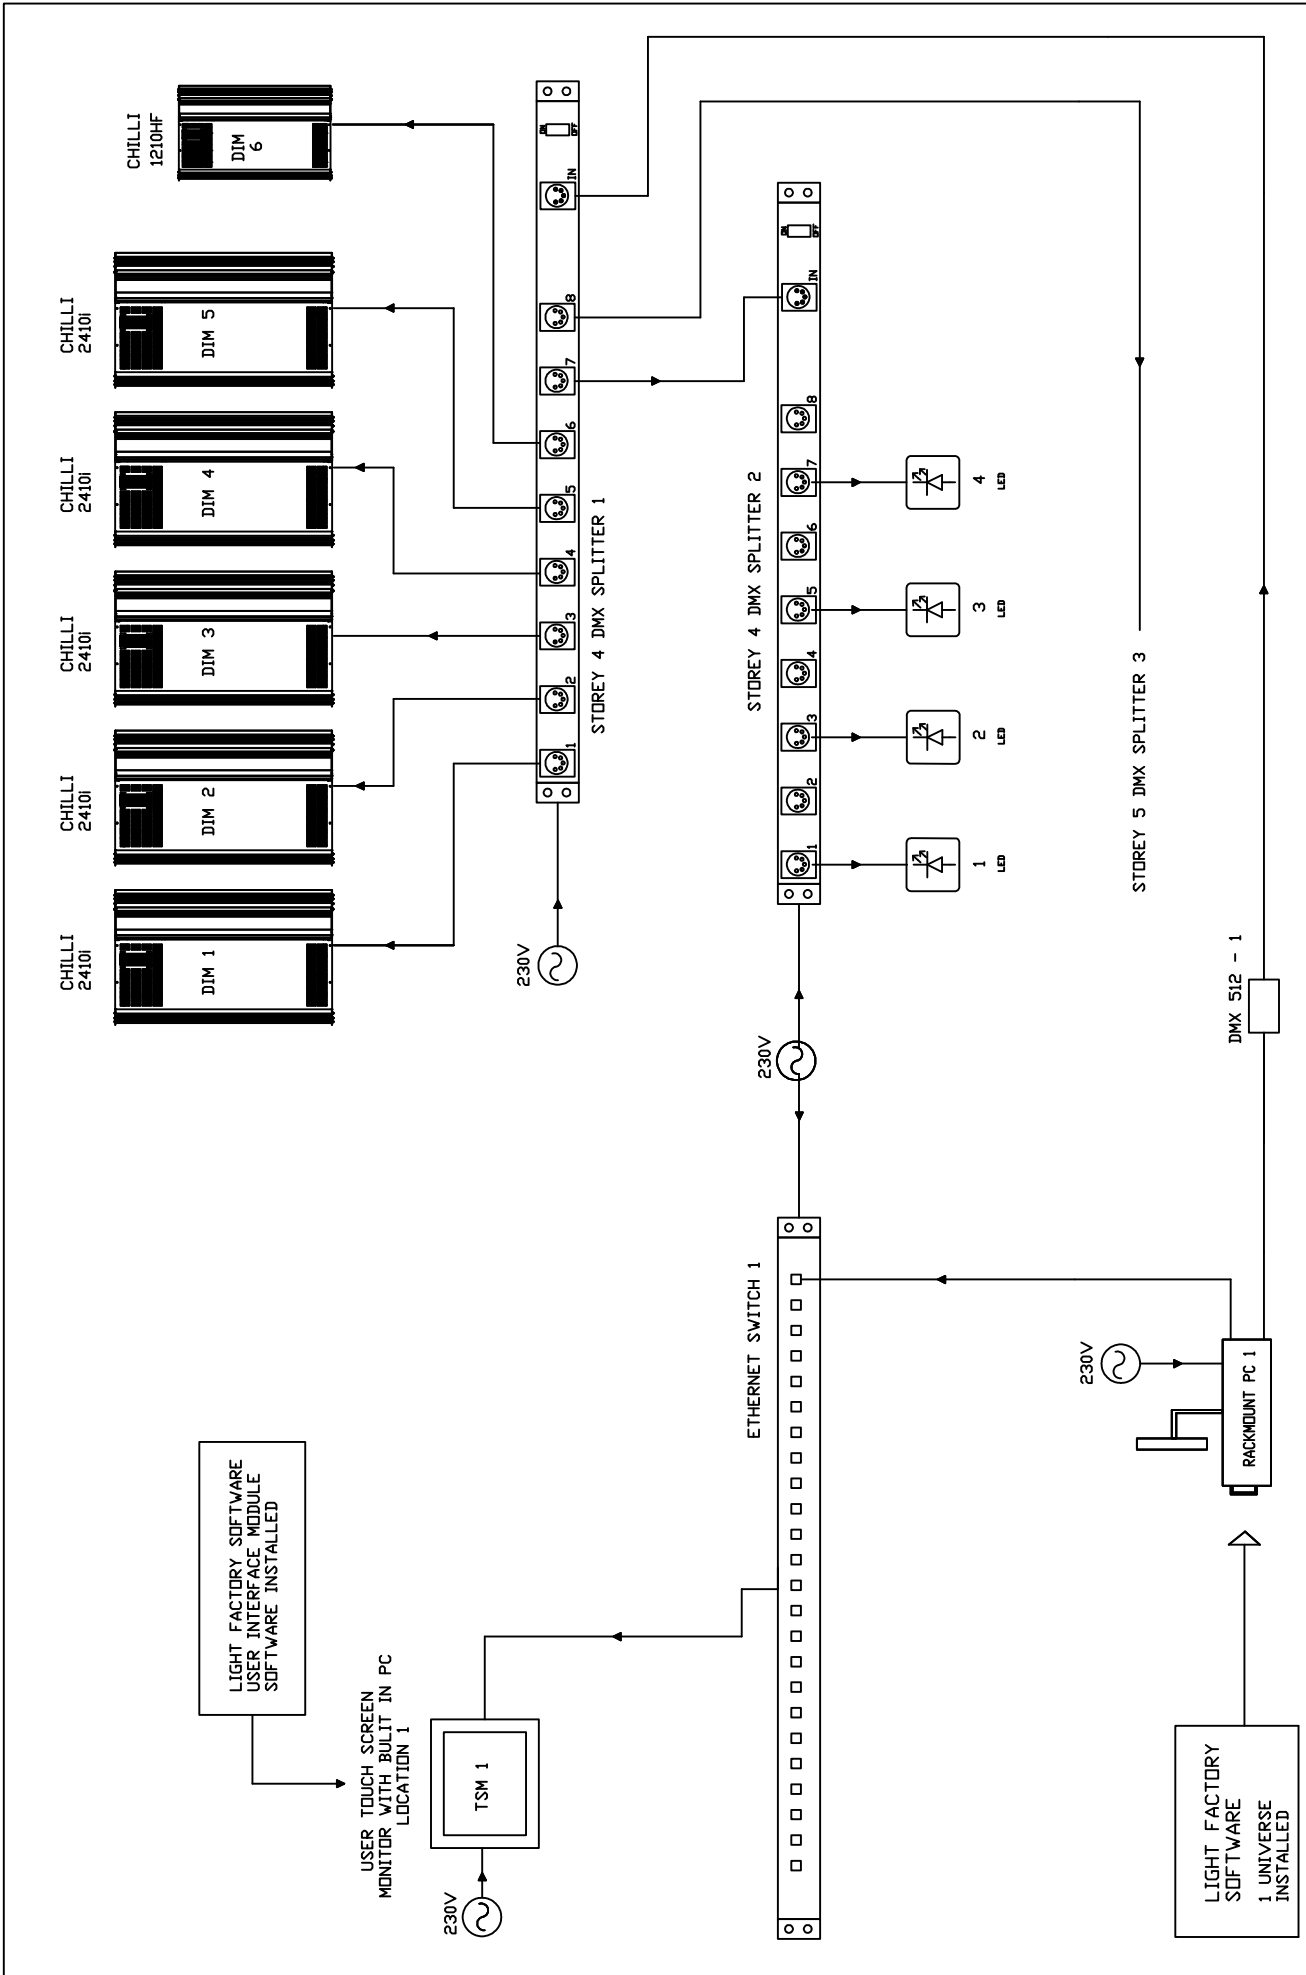 LIGHT FACTORY SOFTWARE
USER INTERFACE MODULE
SOFTWARE INSTALLED
USER TOUCH SCREEN
MONITOR WITH BULIT IN PC
LOCATION 1
TSM 1
230V
CHILLI
2410i
DIM 1
CHILLI
2410i
DIM 2
CHILLI
2410i
DIM 3
CHILLI
2410i
DIM 4
CHILLI
2410i
DIM 5
CHILLI
1210HF
DIM
6
230V
1
2
3
4
5
6
7
8
IN
ON
OFF
STOREY 4 DMX SPLITTER 1
ETHERNET SWITCH 1
230V
STOREY 4 DMX SPLITTER 2
1
2
3
4
5
6
7
8
IN
ON
OFF
1
LED
2
LED
3
LED
4
LED
STOREY 5 DMX SPLITTER 3
230V
RACKMOUNT PC 1
DMX 512 - 1
LIGHT FACTORY
SOFTWARE
1 UNIVERSE
INSTALLED